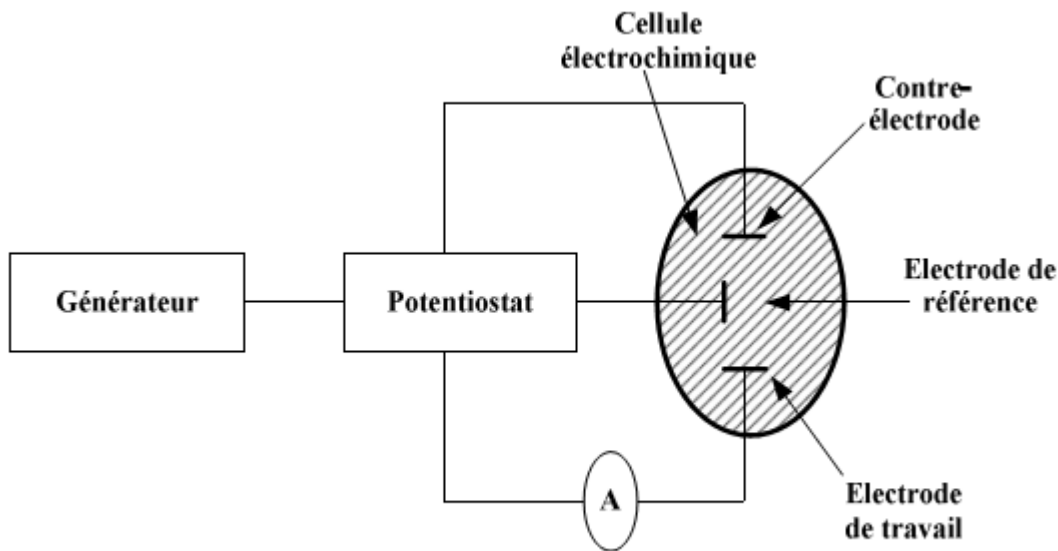 Cellule
électrochimique
Contre-
électrode
Générateur
Potentiostat
Electrode de
référence
A
Electrode
de travail